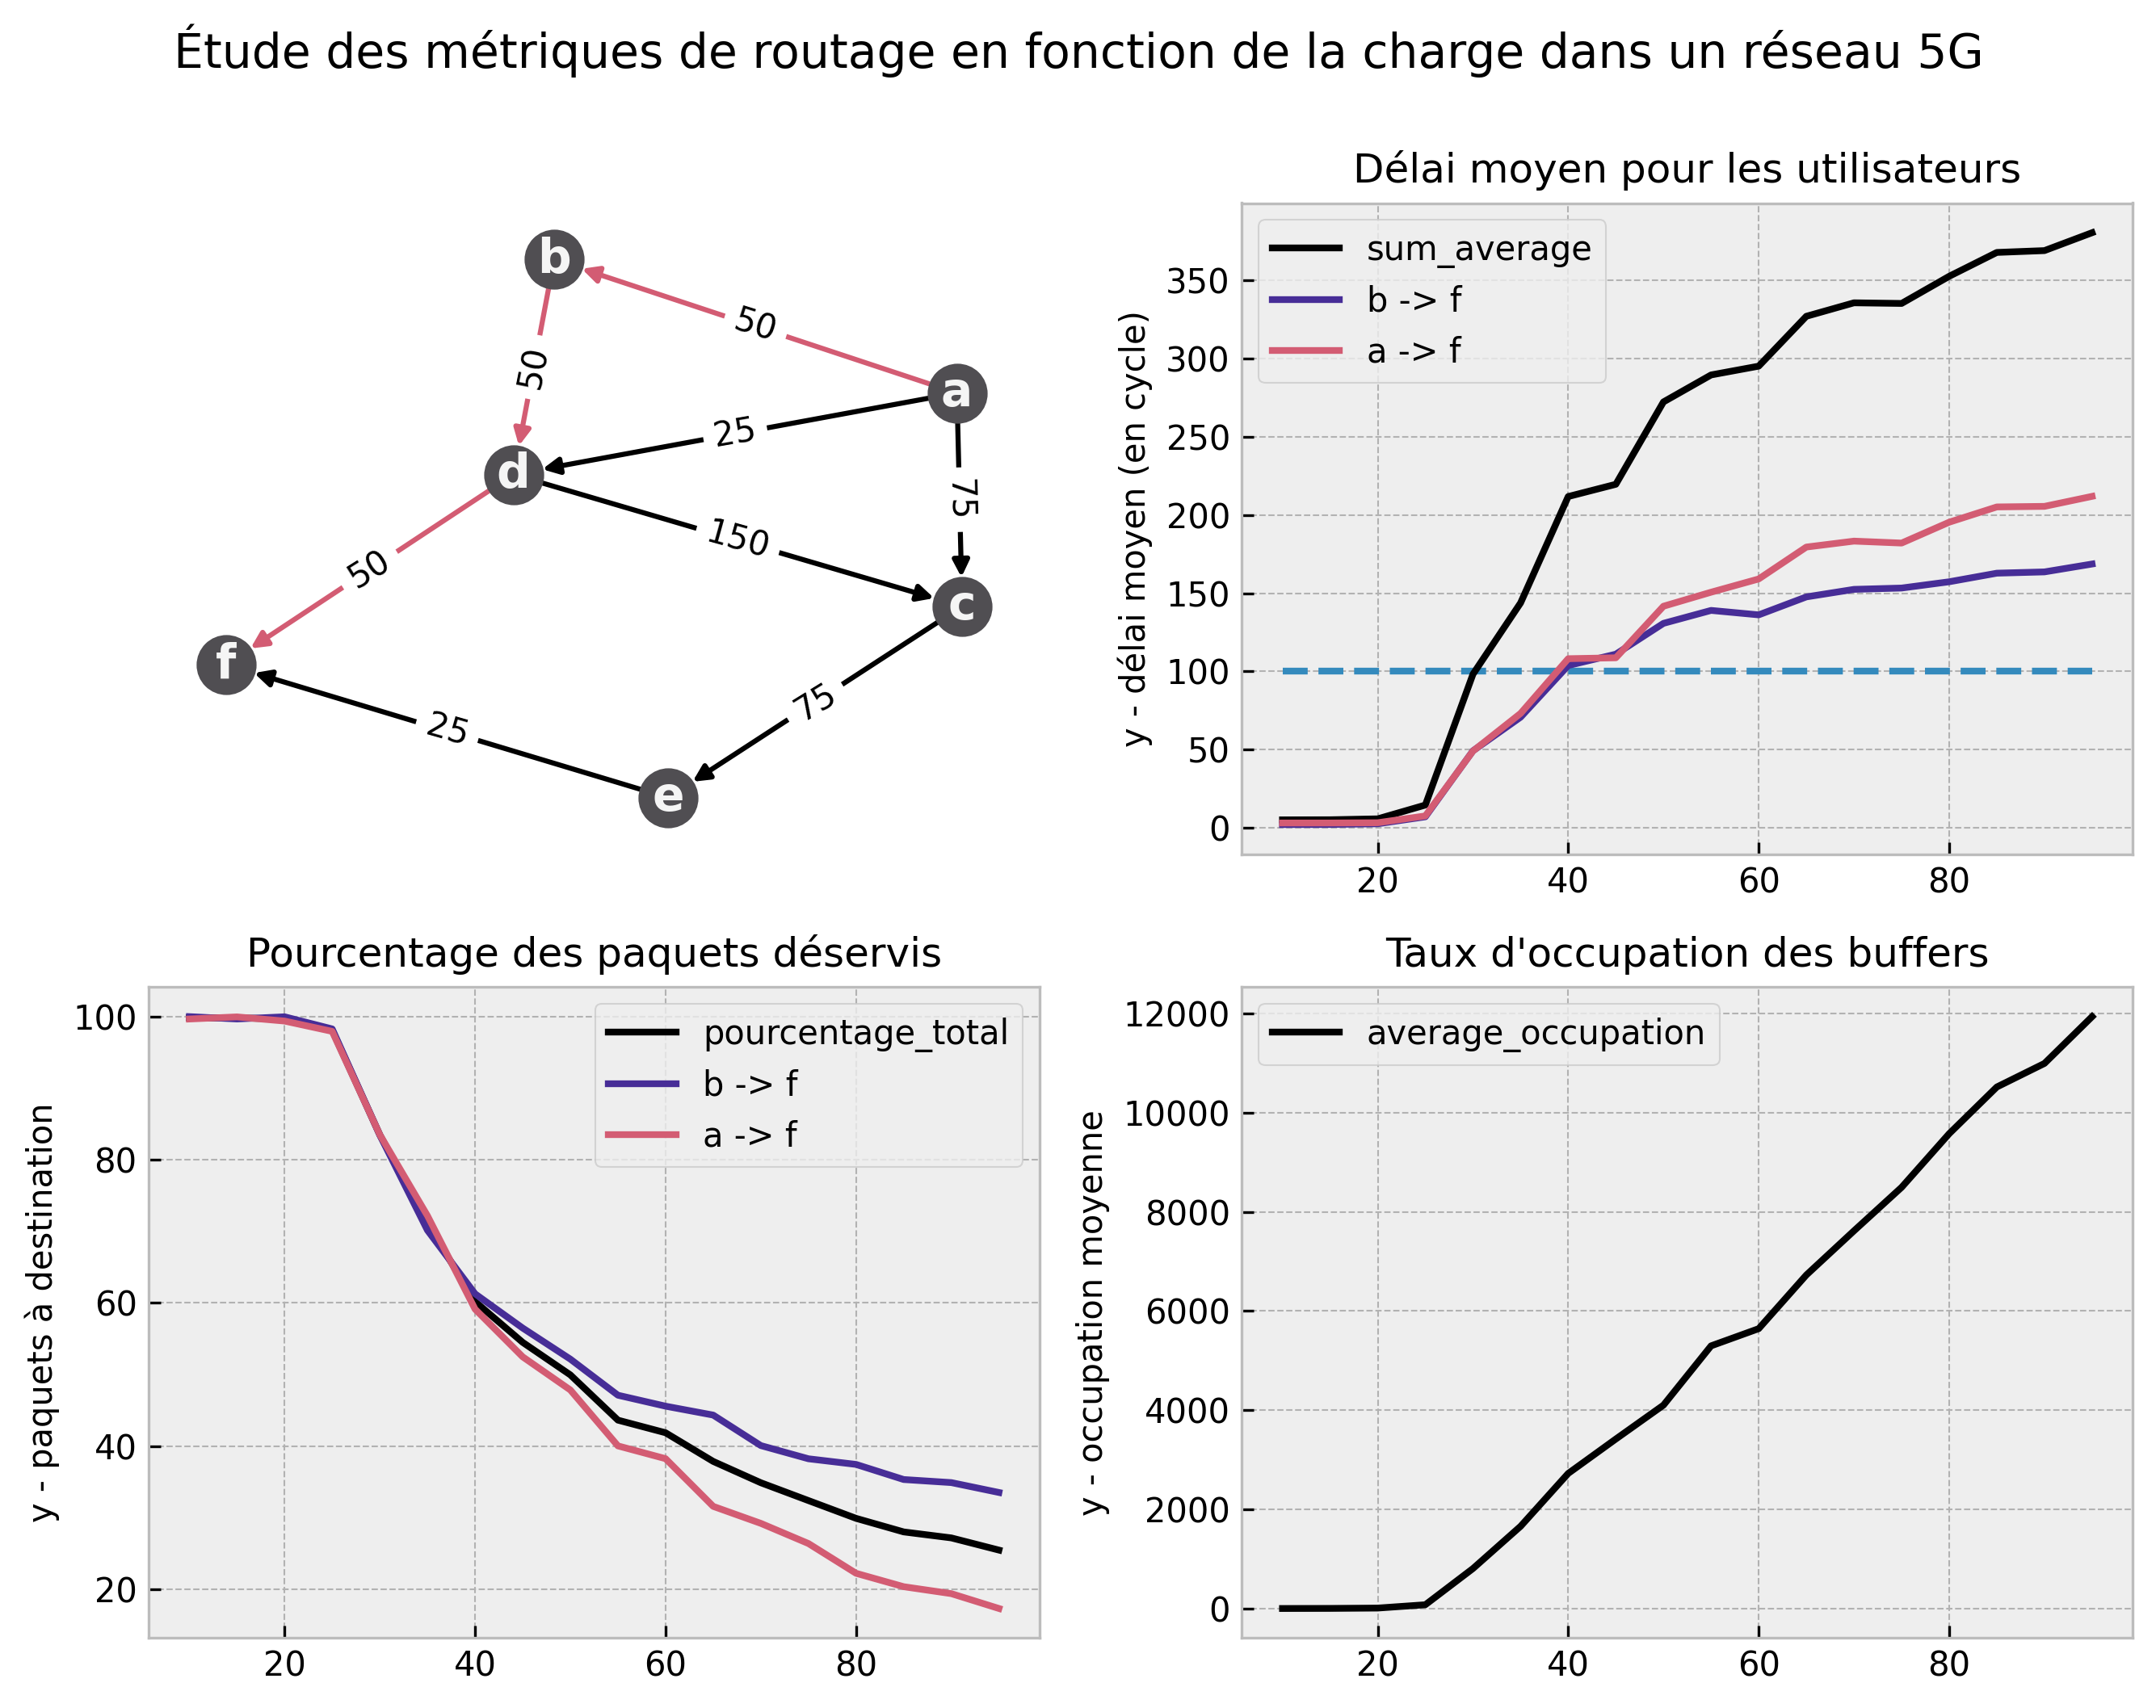 Étude des métriques de routage en fonction de la charge dans un réseau 5G
b
50
a
50
25
d
75
150
50
c
f
75
25
e
Délai moyen pour les utilisateurs
sum_average
b -> f
a -> f
y - délai moyen (en cycle)
350
300
250
200
150
100
50
0
20 40 60 80
Pourcentage des paquets déservis
pourcentage_total
b -> f
a -> f
y - paquets à destination
100
80
60
40
20
20 40 60 80
Taux d'occupation des buffers
average_occupation
y - occupation moyenne
12000
10000
8000
6000
4000
2000
0
20 40 60 80